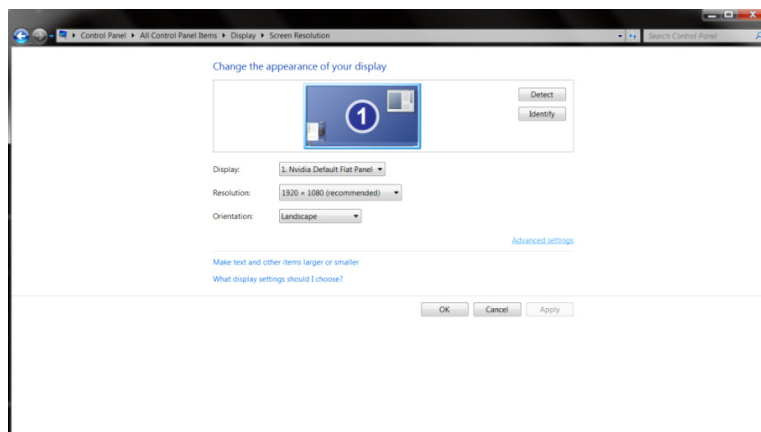 Control Panel ▸ All Control Panel Items ▸ Display ▸ Screen Resolution
Search Control Panel
Change the appearance of your display
1
Detect
Identify
Display: 1. Nvidia Default Flat Panel
Resolution: 1920 × 1080 (recommended)
Orientation: Landscape
Advanced settings
Make text and other items larger or smaller
What display settings should I choose?
OK Cancel Apply